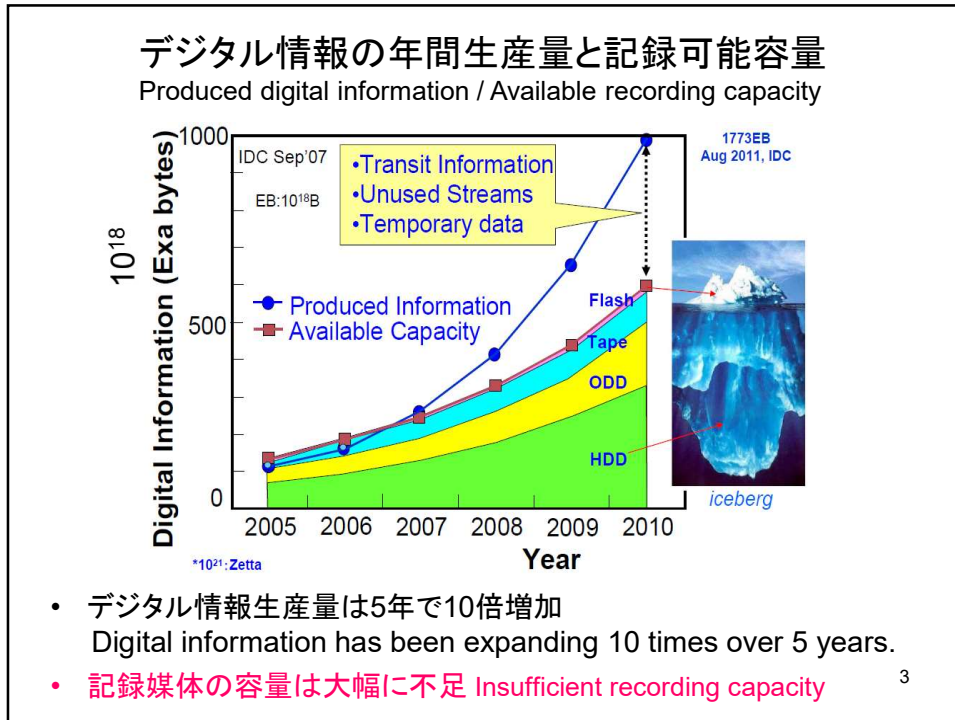 デジタル情報の年間生産量と記録可能容量
Produced digital information / Available recording capacity
Digital Information (Exa bytes)
10¹⁸
1000
500
0
IDC Sep'07
EB:10¹⁸B
•Transit Information
•Unused Streams
•Temporary data
1773EB
Aug 2011, IDC
Produced Information
Available Capacity
Flash
Tape
ODD
HDD
iceberg
2005 2006 2007 2008 2009 2010
Year
*10²¹:Zetta
• デジタル情報生産量は5年で10倍増加
Digital information has been expanding 10 times over 5 years.
• 記録媒体の容量は大幅に不足 Insufficient recording capacity
3